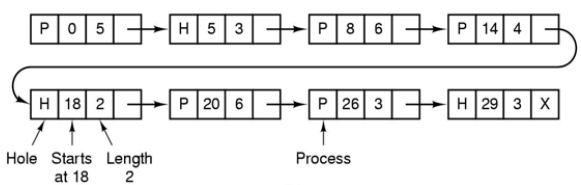 P 0 5 H 5 3 P 8 6 P 14 4
H 18 2 P 20 6 P 26 3 H 29 3 X
Hole Starts Length Process
at 18 2